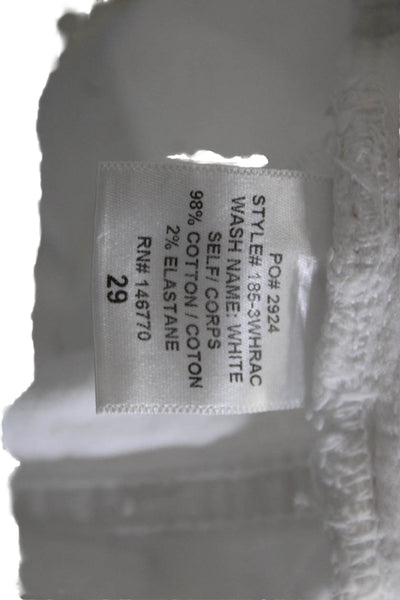 PO# 2924
STYLE# 185-3WHRAC
WASH NAME: WHITE
SELF/ CORPS
98% COTTON / COTON
2% ELASTANE
RN# 146770
29